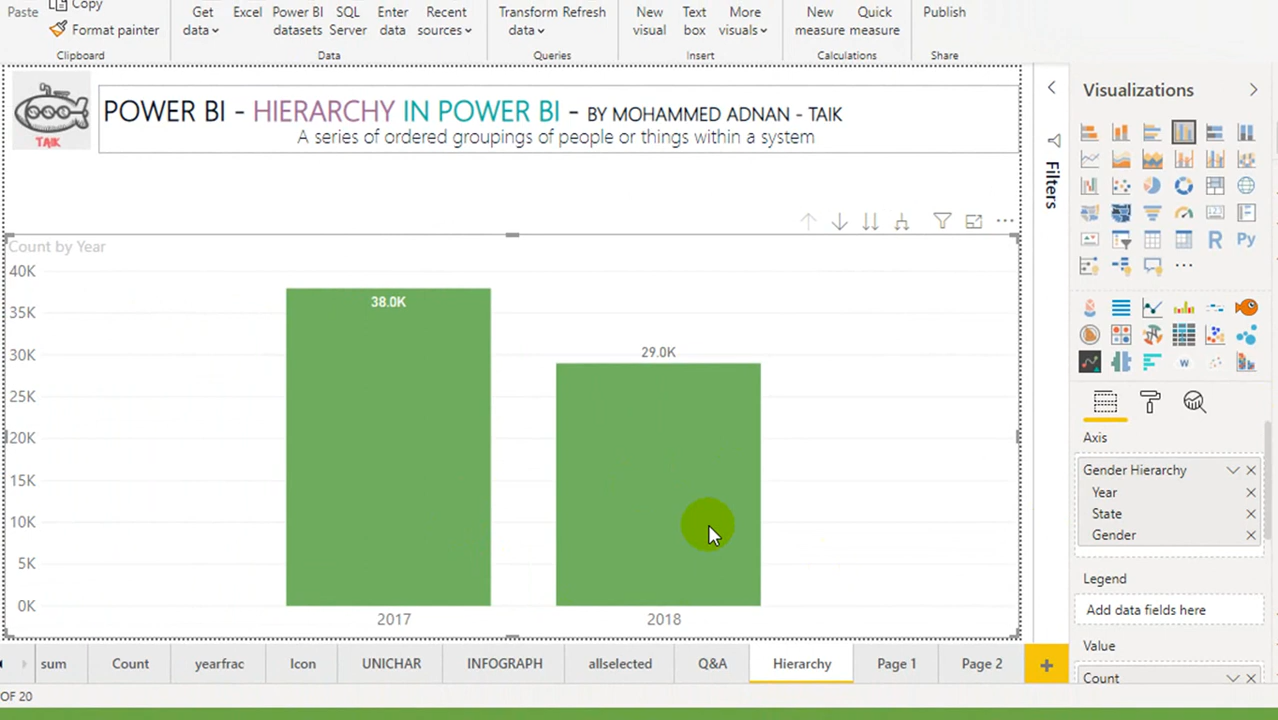 Paste
Copy
Format painter
Clipboard
Get data
Excel
Power BI datasets
SQL Server
Enter data
Recent sources
Data
Transform data
Refresh
Queries
New visual
Text box
More visuals
Insert
New measure
Quick measure
Calculations
Publish
Share
TAIK
POWER BI - HIERARCHY IN POWER BI - BY MOHAMMED ADNAN - TAIK
A series of ordered groupings of people or things within a system
Count by Year
40K
35K
30K
25K
20K
15K
10K
5K
0K
38.0K
29.0K
2017
2018
Filters
Visualizations
R
Py
W
Axis
Gender Hierarchy
Year
State
Gender
Legend
Add data fields here
Value
Count
sum
Count
yearfrac
Icon
UNICHAR
INFOGRAPH
allselected
Q&A
Hierarchy
Page 1
Page 2
OF 20